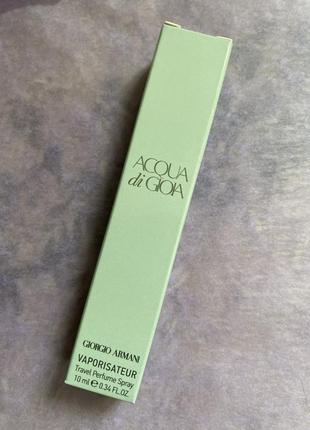 ACQUA
di GIOIA
GIORGIO ARMANI
VAPORISATEUR
Travel Perfume Spray
10 ml ℮ 0.34 FL.OZ.